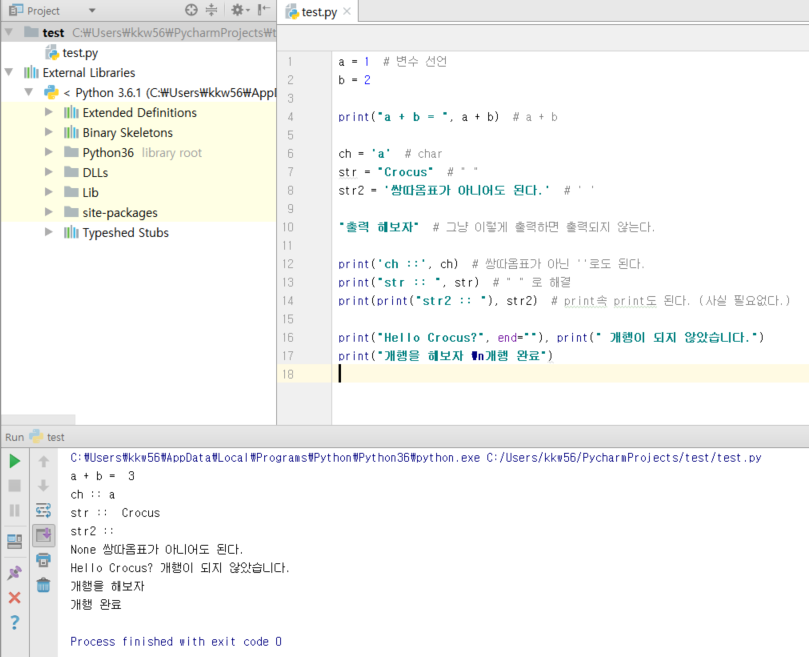 Project
test.py
test C:₩Users₩kkw56₩PycharmProjects₩t
test.py
External Libraries
< Python 3.6.1 (C:₩Users₩kkw56₩AppI
Extended Definitions
Binary Skeletons
Python36 library root
DLLs
Lib
site-packages
Typeshed Stubs
1 a = 1 # 변수 선언
2 b = 2
3
4 print("a + b = ", a + b) # a + b
5
6 ch = 'a' # char
7 str = "Crocus" # " "
8 str2 = '쌍따옴표가 아니어도 된다.' # ' '
9
10 "출력 해보자" # 그냥 이렇게 출력하면 출력되지 않는다.
11
12 print('ch ::', ch) # 쌍따옴표가 아닌 ''로도 된다.
13 print("str :: ", str) # " " 로 해결
14 print(print("str2 :: "), str2) # print속 print도 된다. (사실 필요없다.)
15
16 print("Hello Crocus?", end=""), print(" 개행이 되지 않았습니다.")
17 print("개행을 해보자 ₩n개행 완료")
18
Run test
C:₩Users₩kkw56₩AppData₩Local₩Programs₩Python₩Python36₩python.exe C:/Users/kkw56/PycharmProjects/test/test.py
a + b =  3
ch :: a
str ::  Crocus
str2 ::
None 쌍따옴표가 아니어도 된다.
Hello Crocus? 개행이 되지 않았습니다.
개행을 해보자
개행 완료
Process finished with exit code 0